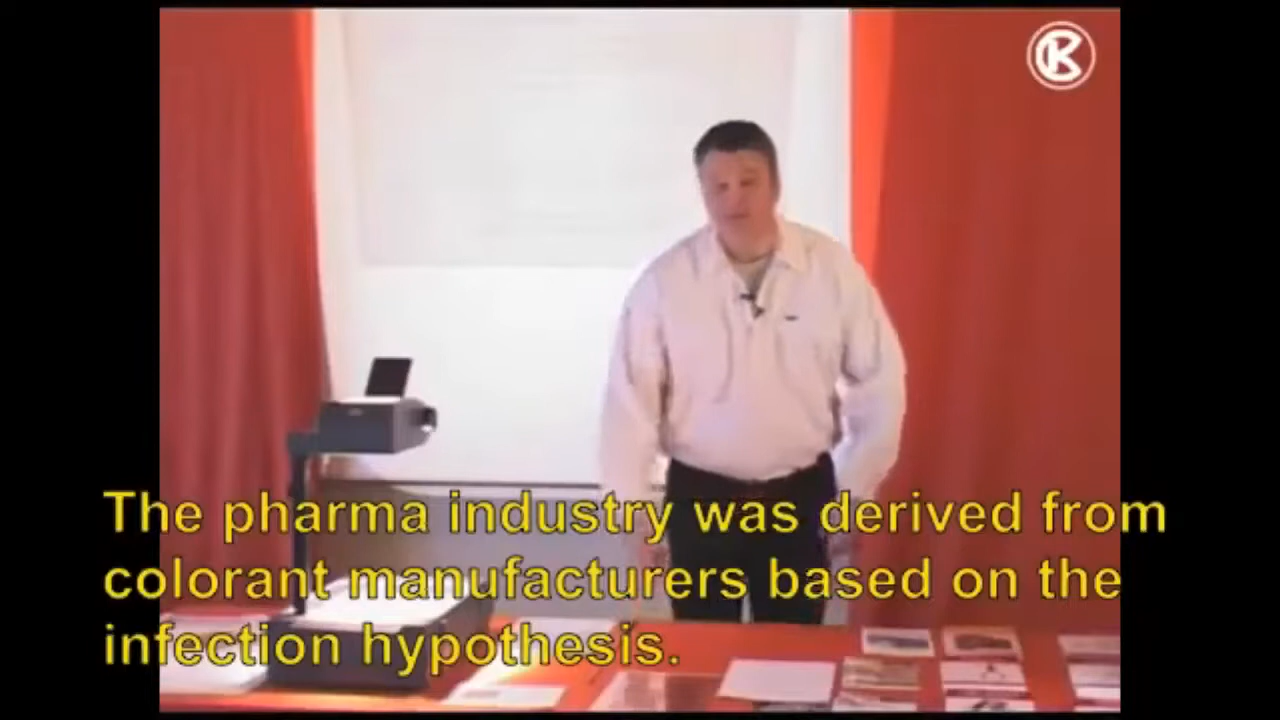 The pharma industry was derived from
colorant manufacturers based on the
infection hypothesis.